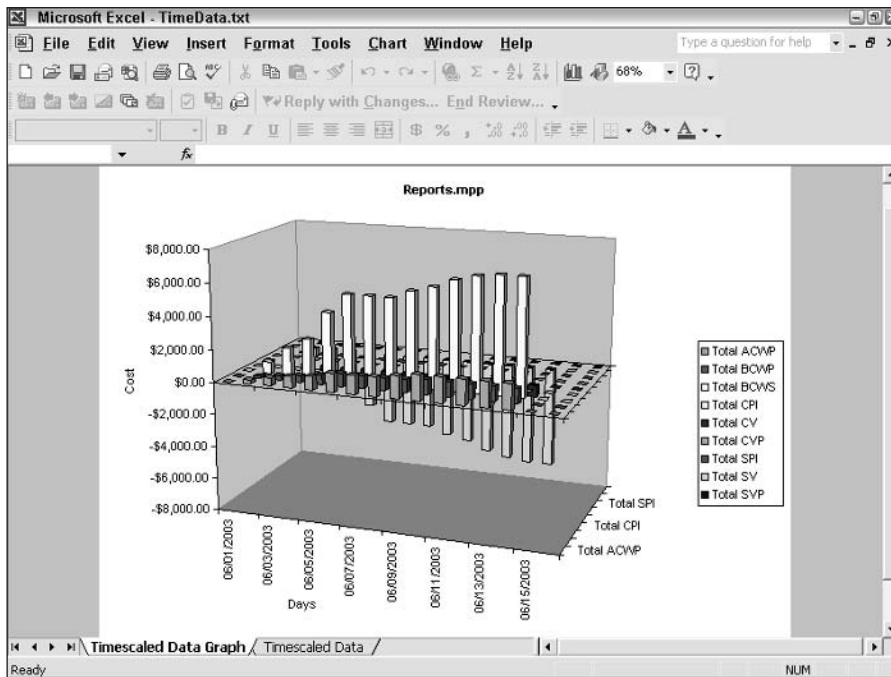 Microsoft Excel - TimeData.txt
File Edit View Insert Format Tools Chart Window Help
Type a question for help
68%
Reply with Changes... End Review...
B I U $ % ,
fx
Reports.mpp
$8,000.00
$6,000.00
$4,000.00
$2,000.00
$0.00
-$2,000.00
-$4,000.00
-$6,000.00
-$8,000.00
Cost
06/01/2003
06/03/2003
06/05/2003
06/07/2003
06/09/2003
06/11/2003
06/13/2003
06/15/2003
Days
Total SPI
Total CPI
Total ACWP
Total ACWP
Total BCWP
Total BCWS
Total CPI
Total CV
Total CVP
Total SPI
Total SV
Total SVP
Timescaled Data Graph / Timescaled Data /
Ready
NUM